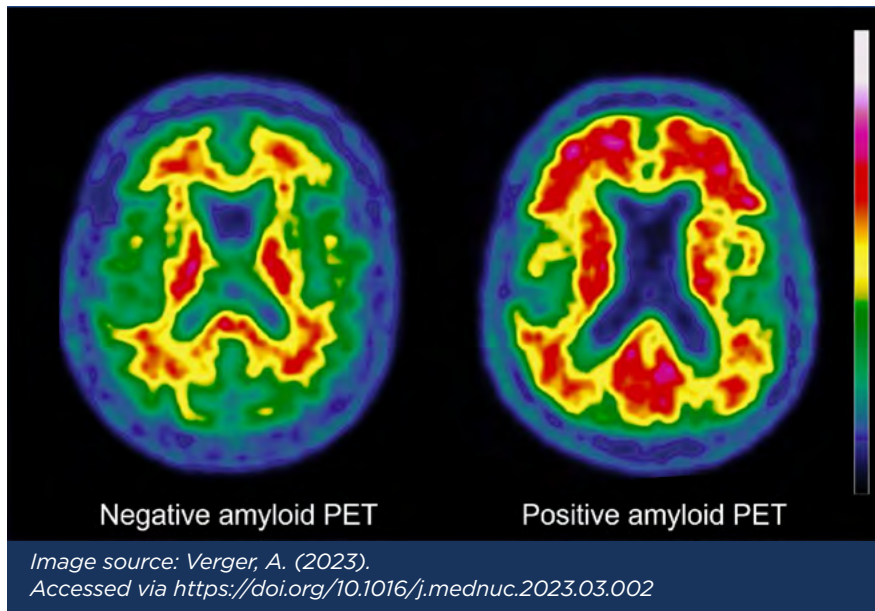 Negative amyloid PET
Positive amyloid PET
Image source: Verger, A. (2023).
Accessed via https://doi.org/10.1016/j.mednuc.2023.03.002